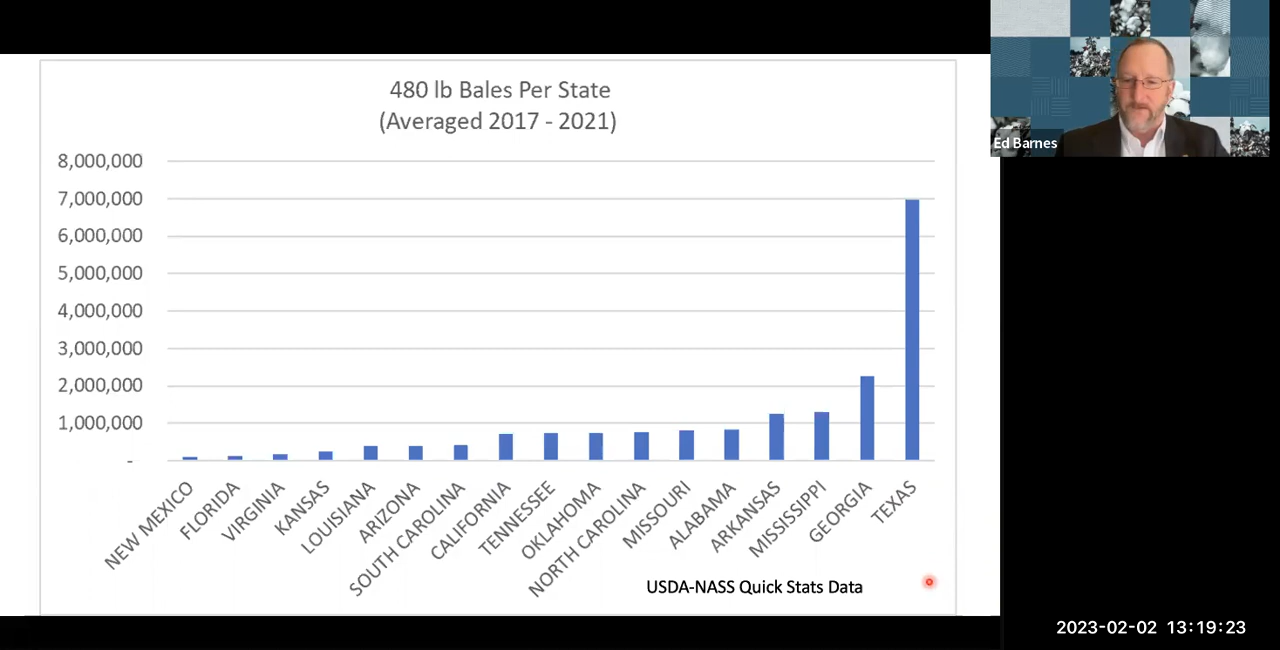 480 lb Bales Per State
(Averaged 2017 - 2021)
8,000,000
7,000,000
6,000,000
5,000,000
4,000,000
3,000,000
2,000,000
1,000,000
-
NEW MEXICO
FLORIDA
VIRGINIA
KANSAS
LOUISIANA
ARIZONA
SOUTH CAROLINA
CALIFORNIA
TENNESSEE
OKLAHOMA
NORTH CAROLINA
MISSOURI
ALABAMA
ARKANSAS
MISSISSIPPI
GEORGIA
TEXAS
USDA-NASS Quick Stats Data
Ed Barnes
2023-02-02 13:19:23